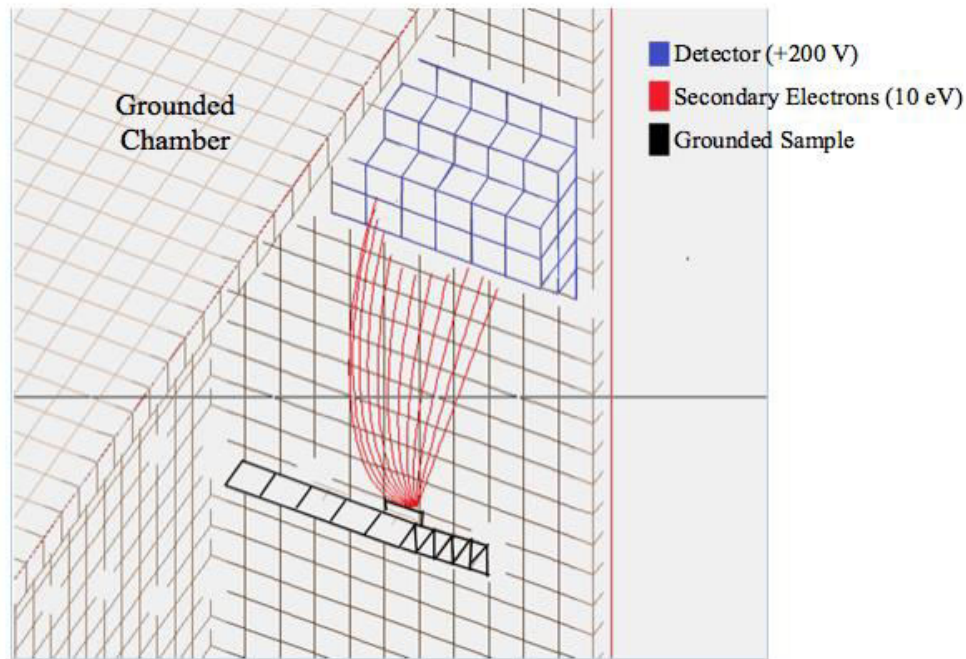 Grounded
Chamber
Detector (+200 V)
Secondary Electrons (10 eV)
Grounded Sample